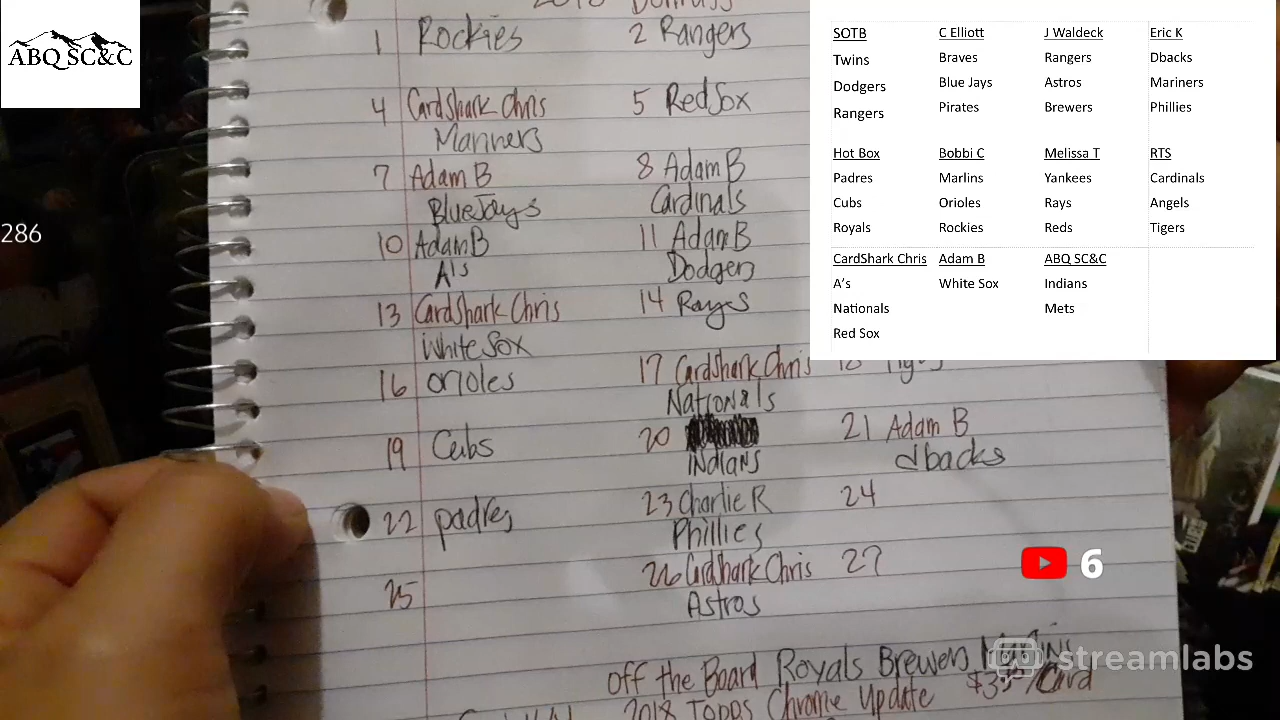 ABQ SC&C
286
1 Rockies 2 Rangers
4 CardShark Chris 5 Red Sox
Mariners
7 Adam B 8 Adam B
Blue Jays Cardinals
10 Adam B 11 Adam B
A's Dodgers
13 CardShark Chris 14 Rays
White Sox
16 orioles 17 CardShark Chris 18
Nationals
19 Cubs 20 21 Adam B
Indians dbacks
22 padres 23 Charlie R 24
Phillies
25 26 CardShark Chris 27
Astros
off the Board Royals Brewers
2018 Topps Chrome Update
SOTB C Elliott J Waldeck Eric K
Twins Braves Rangers Dbacks
Dodgers Blue Jays Astros Mariners
Rangers Pirates Brewers Phillies
Hot Box Bobbi C Melissa T RTS
Padres Marlins Yankees Cardinals
Cubs Orioles Rays Angels
Royals Rockies Reds Tigers
CardShark Chris Adam B ABQ SC&C
A's White Sox Indians
Nationals Mets
Red Sox
6
streamlabs